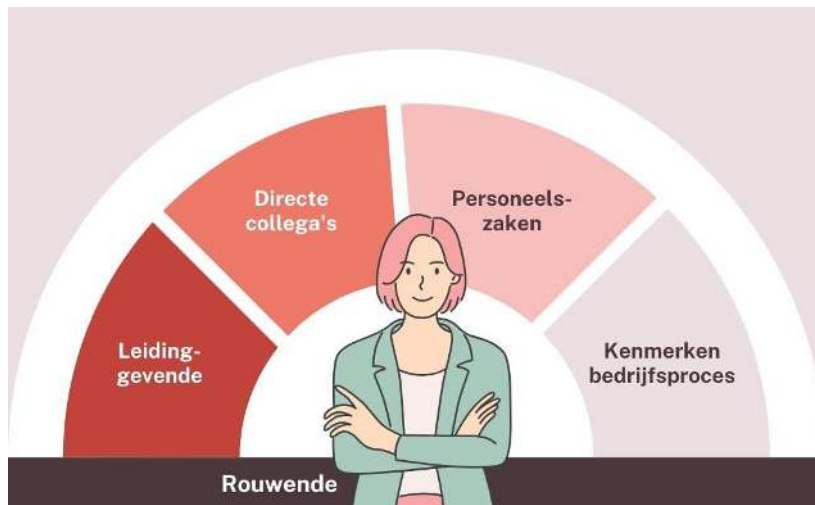 Directe
collega's
Personeels-
zaken
Leiding-
gevende
Kenmerken
bedrijfsproces
Rouwende